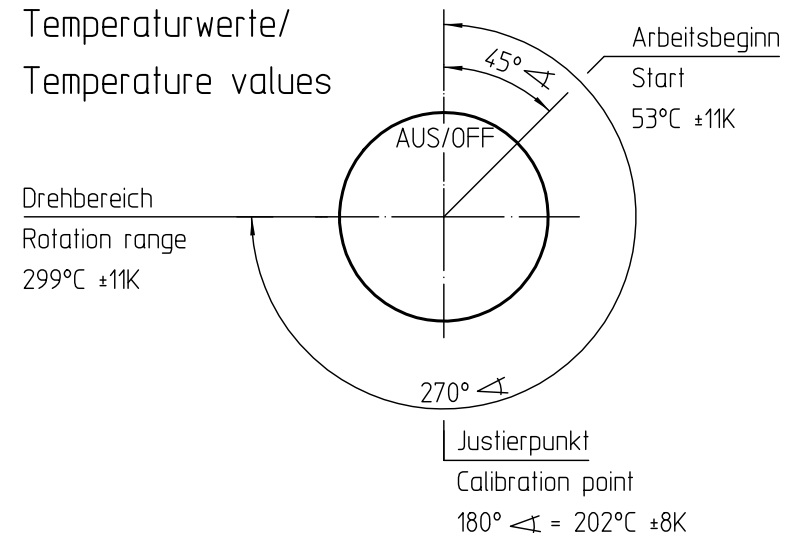 Temperaturwerte/
Temperature values
45° ∢
Arbeitsbeginn
Start
53°C ±11K
AUS/OFF
Drehbereich
Rotation range
299°C ±11K
270° ∢
Justierpunkt
Calibration point
180° ∢ = 202°C ±8K